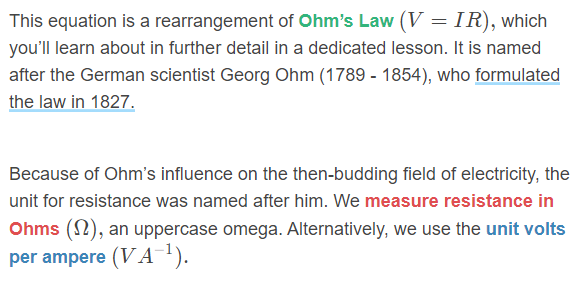 This equation is a rearrangement of Ohm’s Law (V = IR), which
you’ll learn about in further detail in a dedicated lesson. It is named
after the German scientist Georg Ohm (1789 - 1854), who formulated
the law in 1827.
Because of Ohm’s influence on the then-budding field of electricity, the
unit for resistance was named after him. We measure resistance in
Ohms (Ω), an uppercase omega. Alternatively, we use the unit volts
per ampere (V A⁻¹).